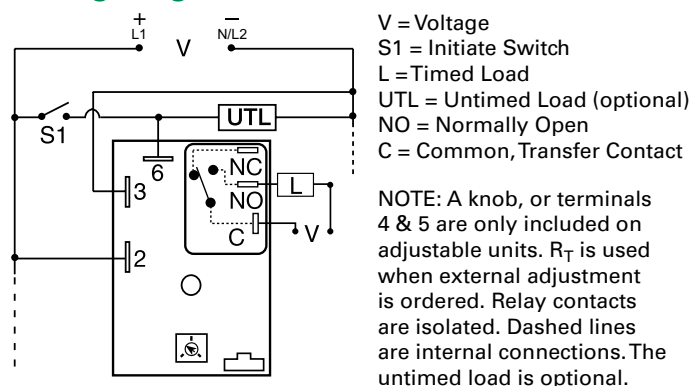 +
L1
V
−
N/L2
S1
UTL
6
3
NC
NO
L
C
V
2
V = Voltage
S1 = Initiate Switch
L = Timed Load
UTL = Untimed Load (optional)
NO = Normally Open
C = Common, Transfer Contact
NOTE: A knob, or terminals
4 & 5 are only included on
adjustable units. RT is used
when external adjustment
is ordered. Relay contacts
are isolated. Dashed lines
are internal connections. The
untimed load is optional.